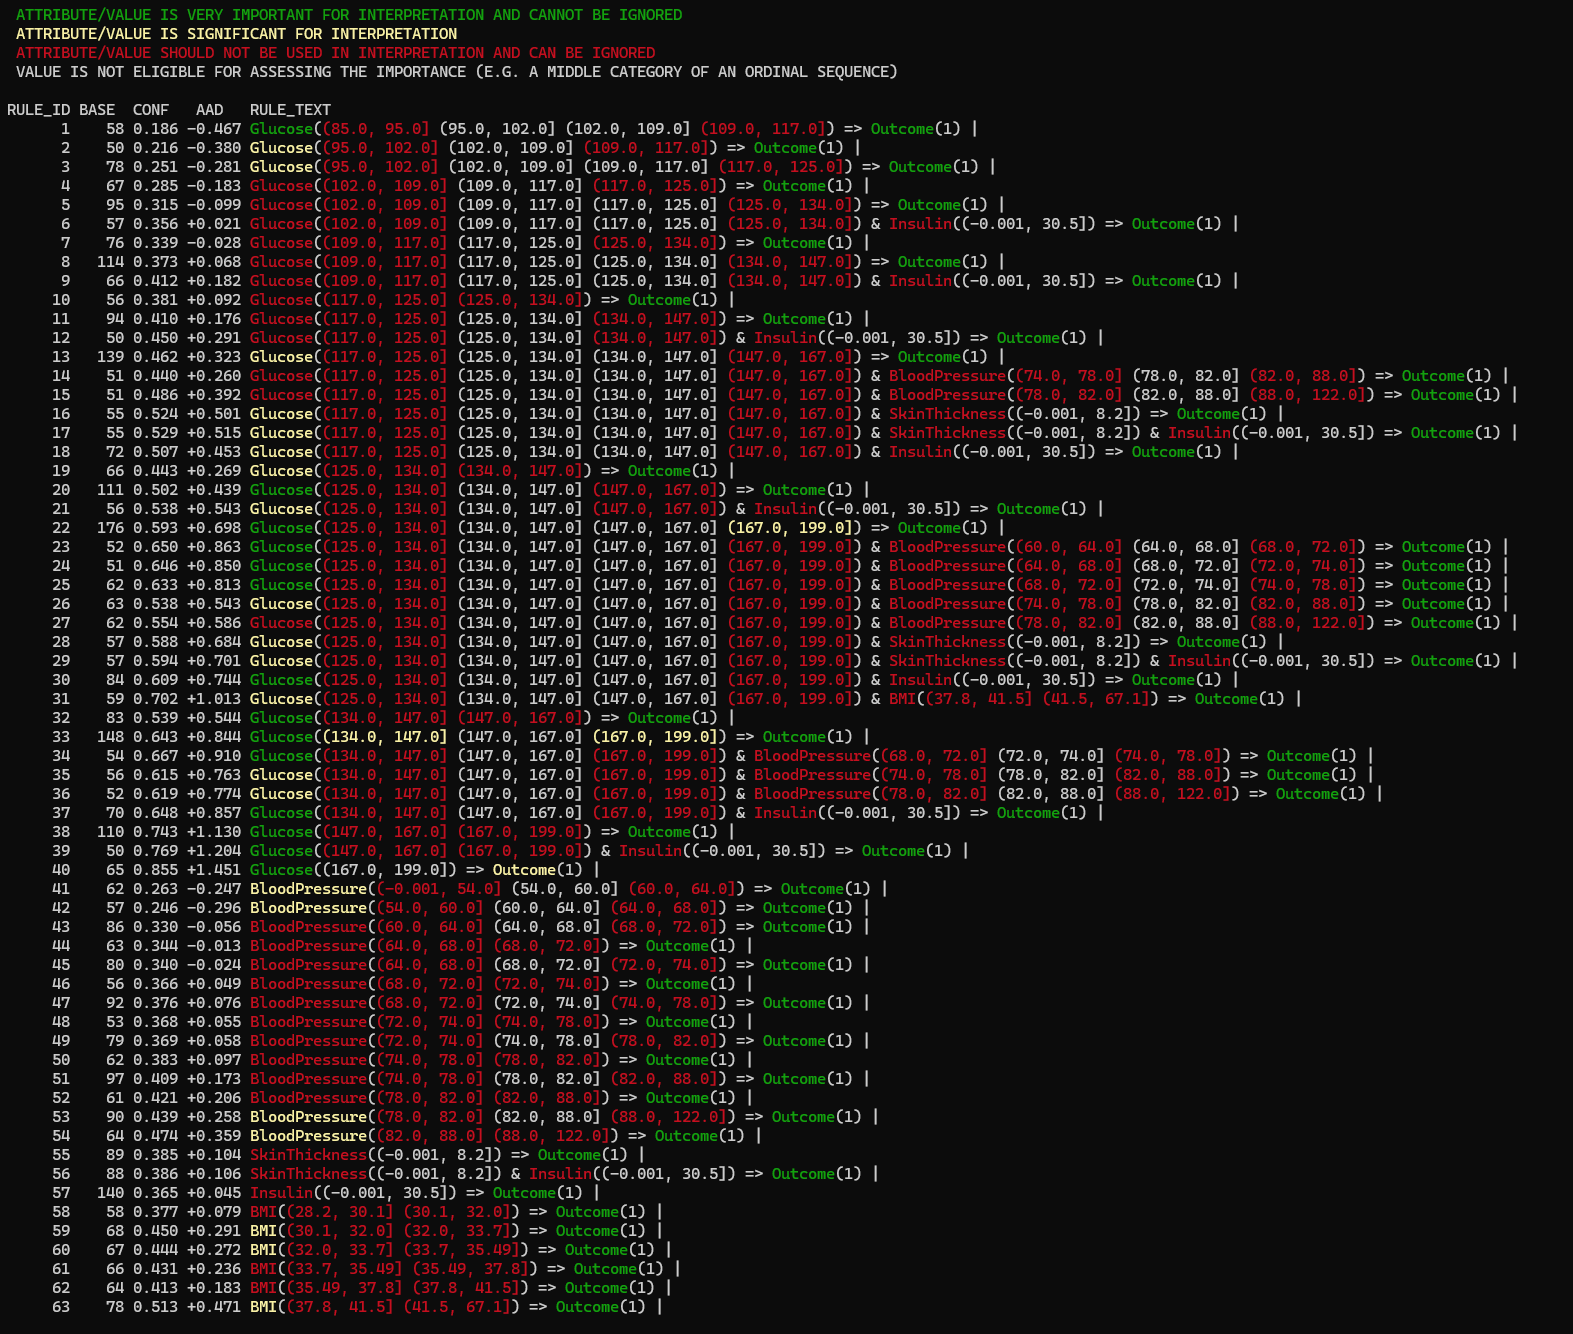 ATTRIBUTE/VALUE IS VERY IMPORTANT FOR INTERPRETATION AND CANNOT BE IGNORED
ATTRIBUTE/VALUE IS SIGNIFICANT FOR INTERPRETATION
ATTRIBUTE/VALUE SHOULD NOT BE USED IN INTERPRETATION AND CAN BE IGNORED
VALUE IS NOT ELIGIBLE FOR ASSESSING THE IMPORTANCE (E.G. A MIDDLE CATEGORY OF AN ORDINAL SEQUENCE)
RULE_ID BASE CONF AAD RULE_TEXT
1 58 0.186 -0.467 Glucose((85.0, 95.0] (95.0, 102.0] (102.0, 109.0] (109.0, 117.0]) => Outcome(1) |
2 50 0.216 -0.380 Glucose((95.0, 102.0] (102.0, 109.0] (109.0, 117.0]) => Outcome(1) |
3 78 0.251 -0.281 Glucose((95.0, 102.0] (102.0, 109.0] (109.0, 117.0] (117.0, 125.0]) => Outcome(1) |
4 67 0.285 -0.183 Glucose((102.0, 109.0] (109.0, 117.0] (117.0, 125.0]) => Outcome(1) |
5 95 0.315 -0.099 Glucose((102.0, 109.0] (109.0, 117.0] (117.0, 125.0] (125.0, 134.0]) => Outcome(1) |
6 57 0.356 +0.021 Glucose((102.0, 109.0] (109.0, 117.0] (117.0, 125.0] (125.0, 134.0]) & Insulin((-0.001, 30.5]) => Outcome(1) |
7 76 0.339 -0.028 Glucose((109.0, 117.0] (117.0, 125.0] (125.0, 134.0]) => Outcome(1) |
8 114 0.373 +0.068 Glucose((109.0, 117.0] (117.0, 125.0] (125.0, 134.0] (134.0, 147.0]) => Outcome(1) |
9 66 0.412 +0.182 Glucose((109.0, 117.0] (117.0, 125.0] (125.0, 134.0] (134.0, 147.0]) & Insulin((-0.001, 30.5]) => Outcome(1) |
10 56 0.381 +0.092 Glucose((117.0, 125.0] (125.0, 134.0]) => Outcome(1) |
11 94 0.410 +0.176 Glucose((117.0, 125.0] (125.0, 134.0] (134.0, 147.0]) => Outcome(1) |
12 50 0.450 +0.291 Glucose((117.0, 125.0] (125.0, 134.0] (134.0, 147.0]) & Insulin((-0.001, 30.5]) => Outcome(1) |
13 139 0.462 +0.323 Glucose((117.0, 125.0] (125.0, 134.0] (134.0, 147.0] (147.0, 167.0]) => Outcome(1) |
14 51 0.440 +0.260 Glucose((117.0, 125.0] (125.0, 134.0] (134.0, 147.0] (147.0, 167.0]) & BloodPressure((74.0, 78.0] (78.0, 82.0] (82.0, 88.0]) => Outcome(1) |
15 51 0.486 +0.392 Glucose((117.0, 125.0] (125.0, 134.0] (134.0, 147.0] (147.0, 167.0]) & BloodPressure((78.0, 82.0] (82.0, 88.0] (88.0, 122.0]) => Outcome(1) |
16 55 0.524 +0.501 Glucose((117.0, 125.0] (125.0, 134.0] (134.0, 147.0] (147.0, 167.0]) & SkinThickness((-0.001, 8.2]) => Outcome(1) |
17 55 0.529 +0.515 Glucose((117.0, 125.0] (125.0, 134.0] (134.0, 147.0] (147.0, 167.0]) & SkinThickness((-0.001, 8.2]) & Insulin((-0.001, 30.5]) => Outcome(1) |
18 72 0.507 +0.453 Glucose((117.0, 125.0] (125.0, 134.0] (134.0, 147.0] (147.0, 167.0]) & Insulin((-0.001, 30.5]) => Outcome(1) |
19 66 0.443 +0.269 Glucose((125.0, 134.0] (134.0, 147.0]) => Outcome(1) |
20 111 0.502 +0.439 Glucose((125.0, 134.0] (134.0, 147.0] (147.0, 167.0]) => Outcome(1) |
21 56 0.538 +0.543 Glucose((125.0, 134.0] (134.0, 147.0] (147.0, 167.0]) & Insulin((-0.001, 30.5]) => Outcome(1) |
22 176 0.593 +0.698 Glucose((125.0, 134.0] (134.0, 147.0] (147.0, 167.0] (167.0, 199.0]) => Outcome(1) |
23 52 0.650 +0.863 Glucose((125.0, 134.0] (134.0, 147.0] (147.0, 167.0] (167.0, 199.0]) & BloodPressure((60.0, 64.0] (64.0, 68.0] (68.0, 72.0]) => Outcome(1) |
24 51 0.646 +0.850 Glucose((125.0, 134.0] (134.0, 147.0] (147.0, 167.0] (167.0, 199.0]) & BloodPressure((64.0, 68.0] (68.0, 72.0] (72.0, 74.0]) => Outcome(1) |
25 62 0.633 +0.813 Glucose((125.0, 134.0] (134.0, 147.0] (147.0, 167.0] (167.0, 199.0]) & BloodPressure((68.0, 72.0] (72.0, 74.0] (74.0, 78.0]) => Outcome(1) |
26 63 0.538 +0.543 Glucose((125.0, 134.0] (134.0, 147.0] (147.0, 167.0] (167.0, 199.0]) & BloodPressure((74.0, 78.0] (78.0, 82.0] (82.0, 88.0]) => Outcome(1) |
27 62 0.554 +0.586 Glucose((125.0, 134.0] (134.0, 147.0] (147.0, 167.0] (167.0, 199.0]) & BloodPressure((78.0, 82.0] (82.0, 88.0] (88.0, 122.0]) => Outcome(1) |
28 57 0.588 +0.684 Glucose((125.0, 134.0] (134.0, 147.0] (147.0, 167.0] (167.0, 199.0]) & SkinThickness((-0.001, 8.2]) => Outcome(1) |
29 57 0.594 +0.701 Glucose((125.0, 134.0] (134.0, 147.0] (147.0, 167.0] (167.0, 199.0]) & SkinThickness((-0.001, 8.2]) & Insulin((-0.001, 30.5]) => Outcome(1) |
30 84 0.609 +0.744 Glucose((125.0, 134.0] (134.0, 147.0] (147.0, 167.0] (167.0, 199.0]) & Insulin((-0.001, 30.5]) => Outcome(1) |
31 59 0.702 +1.013 Glucose((125.0, 134.0] (134.0, 147.0] (147.0, 167.0] (167.0, 199.0]) & BMI((37.8, 41.5] (41.5, 67.1]) => Outcome(1) |
32 83 0.539 +0.544 Glucose((134.0, 147.0] (147.0, 167.0]) => Outcome(1) |
33 148 0.643 +0.844 Glucose((134.0, 147.0] (147.0, 167.0] (167.0, 199.0]) => Outcome(1) |
34 54 0.667 +0.910 Glucose((134.0, 147.0] (147.0, 167.0] (167.0, 199.0]) & BloodPressure((68.0, 72.0] (72.0, 74.0] (74.0, 78.0]) => Outcome(1) |
35 56 0.615 +0.763 Glucose((134.0, 147.0] (147.0, 167.0] (167.0, 199.0]) & BloodPressure((74.0, 78.0] (78.0, 82.0] (82.0, 88.0]) => Outcome(1) |
36 52 0.619 +0.774 Glucose((134.0, 147.0] (147.0, 167.0] (167.0, 199.0]) & BloodPressure((78.0, 82.0] (82.0, 88.0] (88.0, 122.0]) => Outcome(1) |
37 70 0.648 +0.857 Glucose((134.0, 147.0] (147.0, 167.0] (167.0, 199.0]) & Insulin((-0.001, 30.5]) => Outcome(1) |
38 110 0.743 +1.130 Glucose((147.0, 167.0] (167.0, 199.0]) => Outcome(1) |
39 50 0.769 +1.204 Glucose((147.0, 167.0] (167.0, 199.0]) & Insulin((-0.001, 30.5]) => Outcome(1) |
40 65 0.855 +1.451 Glucose((167.0, 199.0]) => Outcome(1) |
41 62 0.263 -0.247 BloodPressure((-0.001, 54.0] (54.0, 60.0] (60.0, 64.0]) => Outcome(1) |
42 57 0.246 -0.296 BloodPressure((54.0, 60.0] (60.0, 64.0] (64.0, 68.0]) => Outcome(1) |
43 86 0.330 -0.056 BloodPressure((60.0, 64.0] (64.0, 68.0] (68.0, 72.0]) => Outcome(1) |
44 63 0.344 -0.013 BloodPressure((64.0, 68.0] (68.0, 72.0]) => Outcome(1) |
45 80 0.340 -0.024 BloodPressure((64.0, 68.0] (68.0, 72.0] (72.0, 74.0]) => Outcome(1) |
46 56 0.366 +0.049 BloodPressure((68.0, 72.0] (72.0, 74.0]) => Outcome(1) |
47 92 0.376 +0.076 BloodPressure((68.0, 72.0] (72.0, 74.0] (74.0, 78.0]) => Outcome(1) |
48 53 0.368 +0.055 BloodPressure((72.0, 74.0] (74.0, 78.0]) => Outcome(1) |
49 79 0.369 +0.058 BloodPressure((72.0, 74.0] (74.0, 78.0] (78.0, 82.0]) => Outcome(1) |
50 62 0.383 +0.097 BloodPressure((74.0, 78.0] (78.0, 82.0]) => Outcome(1) |
51 97 0.409 +0.173 BloodPressure((74.0, 78.0] (78.0, 82.0] (82.0, 88.0]) => Outcome(1) |
52 61 0.421 +0.206 BloodPressure((78.0, 82.0] (82.0, 88.0]) => Outcome(1) |
53 90 0.439 +0.258 BloodPressure((78.0, 82.0] (82.0, 88.0] (88.0, 122.0]) => Outcome(1) |
54 64 0.474 +0.359 BloodPressure((82.0, 88.0] (88.0, 122.0]) => Outcome(1) |
55 89 0.385 +0.104 SkinThickness((-0.001, 8.2]) => Outcome(1) |
56 88 0.386 +0.106 SkinThickness((-0.001, 8.2]) & Insulin((-0.001, 30.5]) => Outcome(1) |
57 140 0.365 +0.045 Insulin((-0.001, 30.5]) => Outcome(1) |
58 58 0.377 +0.079 BMI((28.2, 30.1] (30.1, 32.0]) => Outcome(1) |
59 68 0.450 +0.291 BMI((30.1, 32.0] (32.0, 33.7]) => Outcome(1) |
60 67 0.444 +0.272 BMI((32.0, 33.7] (33.7, 35.49]) => Outcome(1) |
61 66 0.431 +0.236 BMI((33.7, 35.49] (35.49, 37.8]) => Outcome(1) |
62 64 0.413 +0.183 BMI((35.49, 37.8] (37.8, 41.5]) => Outcome(1) |
63 78 0.513 +0.471 BMI((37.8, 41.5] (41.5, 67.1]) => Outcome(1) |